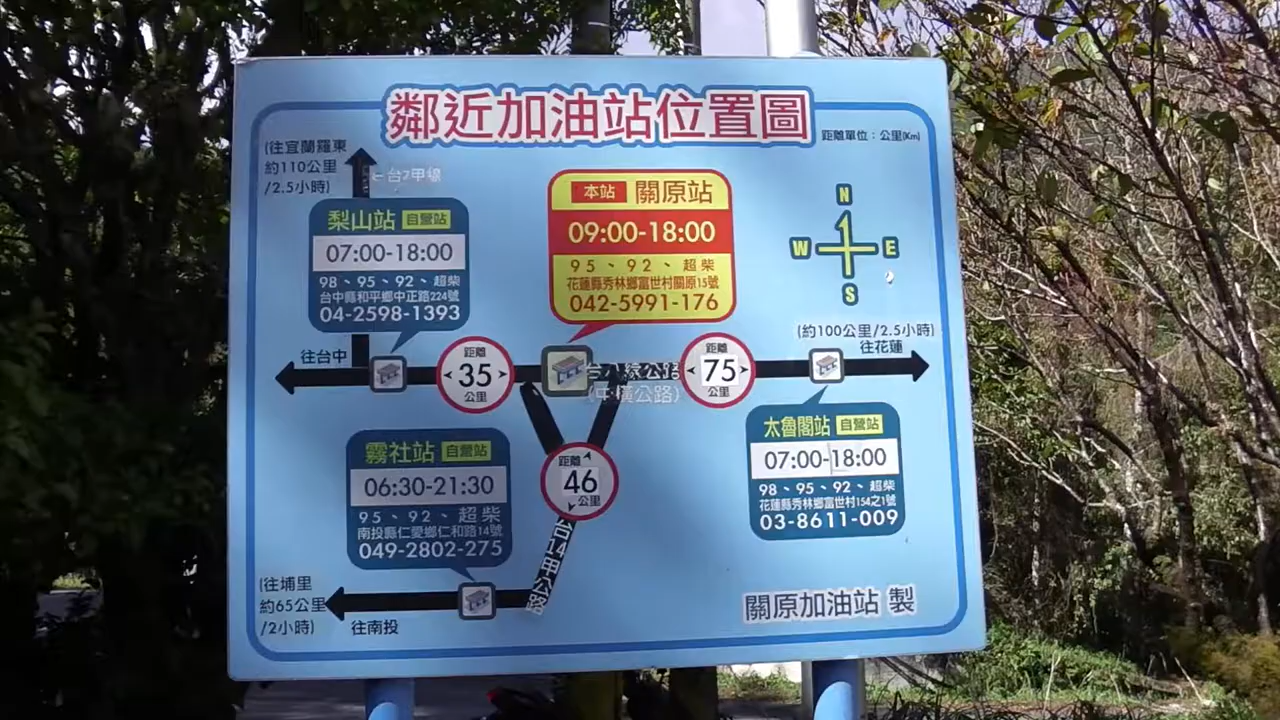 鄰近加油站位置圖
距離單位：公里(Km)
(往宜蘭羅東
約110公里
/2.5小時)
台7甲線
梨山站 自營站
07:00-18:00
98、95、92、超柴
台中縣和平鄉中正路224號
04-2598-1393
本站 關原站
09:00-18:00
95、92、超柴
花蓮縣秀林鄉富世村關原15號
042-5991-176
N
W E
S
往台中
距離
35
公里
台八線公路
(中橫公路)
距離
75
公里
(約100公里/2.5小時)
往花蓮
霧社站 自營站
06:30-21:30
95、92、超柴
南投縣仁愛鄉仁和路14號
049-2802-275
距離
46
公里
台14甲公路
太魯閣站 自營站
07:00-18:00
98、95、92、超柴
花蓮縣秀林鄉富世村154之1號
03-8611-009
(往埔里
約65公里
/2小時)
往南投
關原加油站 製